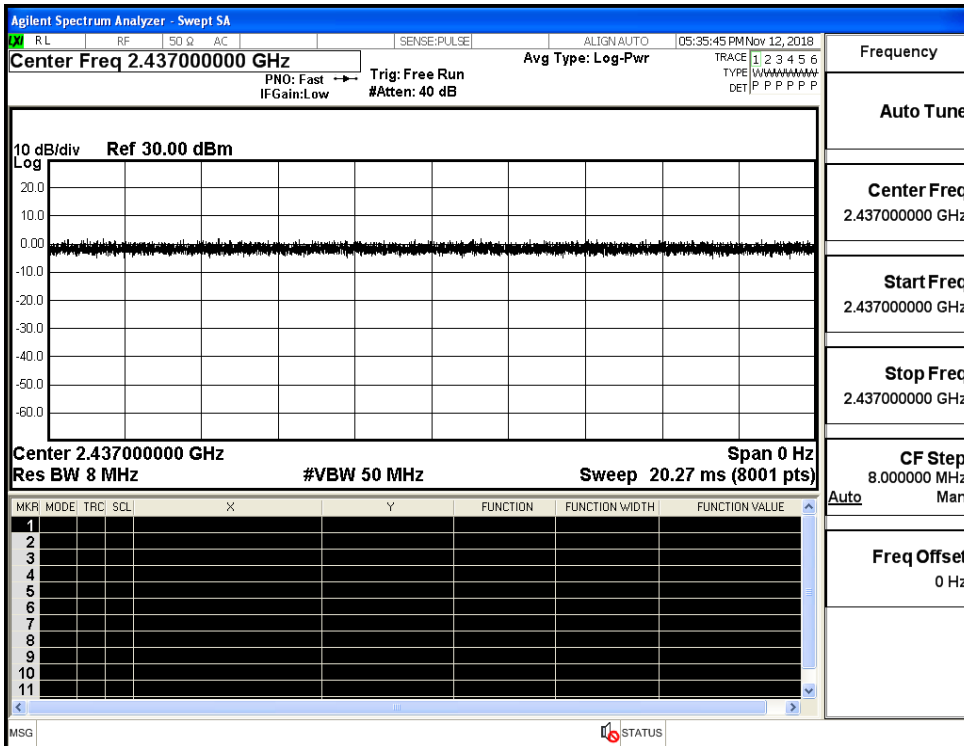 Agilent Spectrum Analyzer - Swept SA
LXI RL RF 50 Ω AC SENSE:PULSE ALIGN AUTO 05:35:45 PM Nov 12, 2018
Center Freq 2.437000000 GHz
PNO: Fast
IFGain:Low
Trig: Free Run
#Atten: 40 dB
Avg Type: Log-Pwr
TRACE 1 2 3 4 5 6
TYPE
DET P P P P P P
10 dB/div Ref 30.00 dBm
Log
20.0
10.0
0.00
-10.0
-20.0
-30.0
-40.0
-50.0
-60.0
Center 2.437000000 GHz Span 0 Hz
Res BW 8 MHz #VBW 50 MHz Sweep 20.27 ms (8001 pts)
MKR MODE TRC SCL X Y FUNCTION FUNCTION WIDTH FUNCTION VALUE
1
2
3
4
5
6
7
8
9
10
11
MSG STATUS
Frequency
Auto Tune
Center Freq
2.437000000 GHz
Start Freq
2.437000000 GHz
Stop Freq
2.437000000 GHz
CF Step
8.000000 MHz
Auto Man
Freq Offset
0 Hz